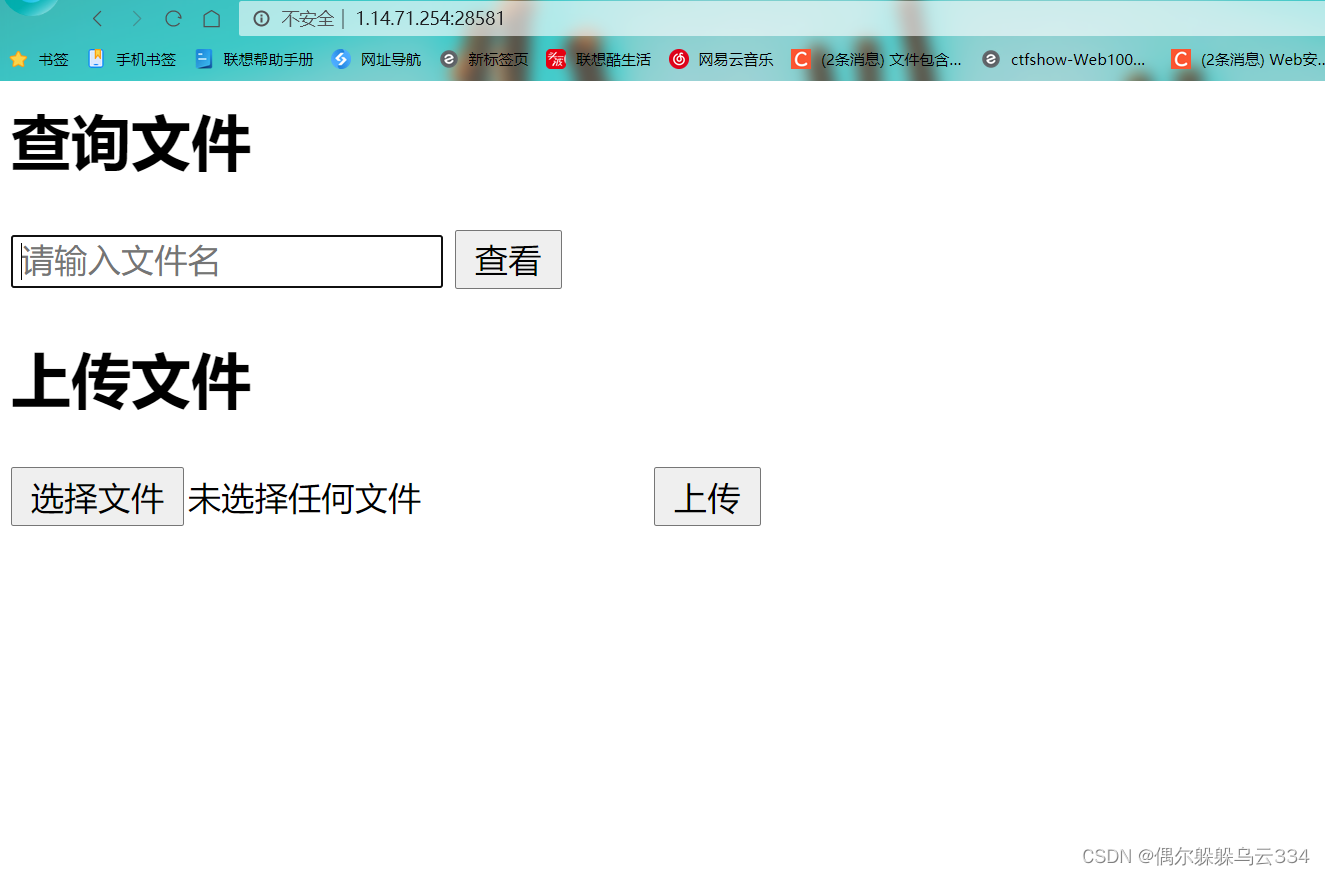 不安全 | 1.14.71.254:28581
书签 手机书签 联想帮助手册 网址导航 新标签页 联想酷生活 网易云音乐 (2条消息) 文件包含... ctfshow-Web100... (2条消息) Web安...
查询文件
请输入文件名 查看
上传文件
选择文件 未选择任何文件 上传
CSDN @偶尔躲躲乌云334